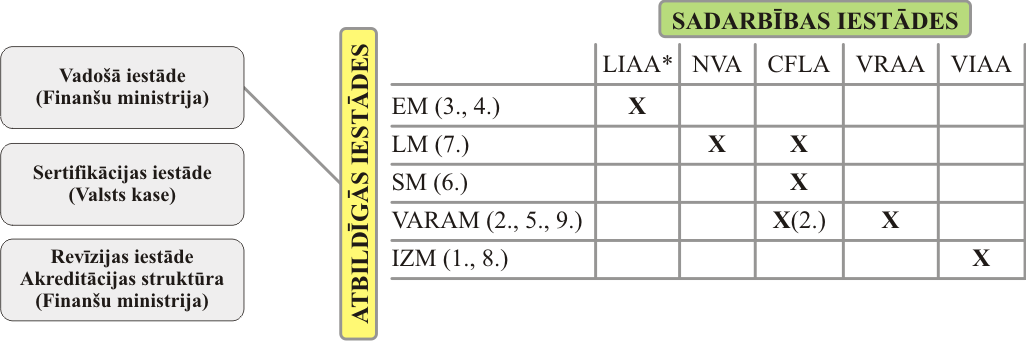 SADARBĪBAS IESTĀDES
Vadošā iestāde
(Finanšu ministrija)
Sertifikācijas iestāde
(Valsts kase)
Revīzijas iestāde
Akreditācijas struktūra
(Finanšu ministrija)
ATBILDĪGĀS IESTĀDES
LIAA* NVA CFLA VRAA VIAA
EM (3., 4.) X
LM (7.) X X
SM (6.) X
VARAM (2., 5., 9.) X(2.) X
IZM (1., 8.) X